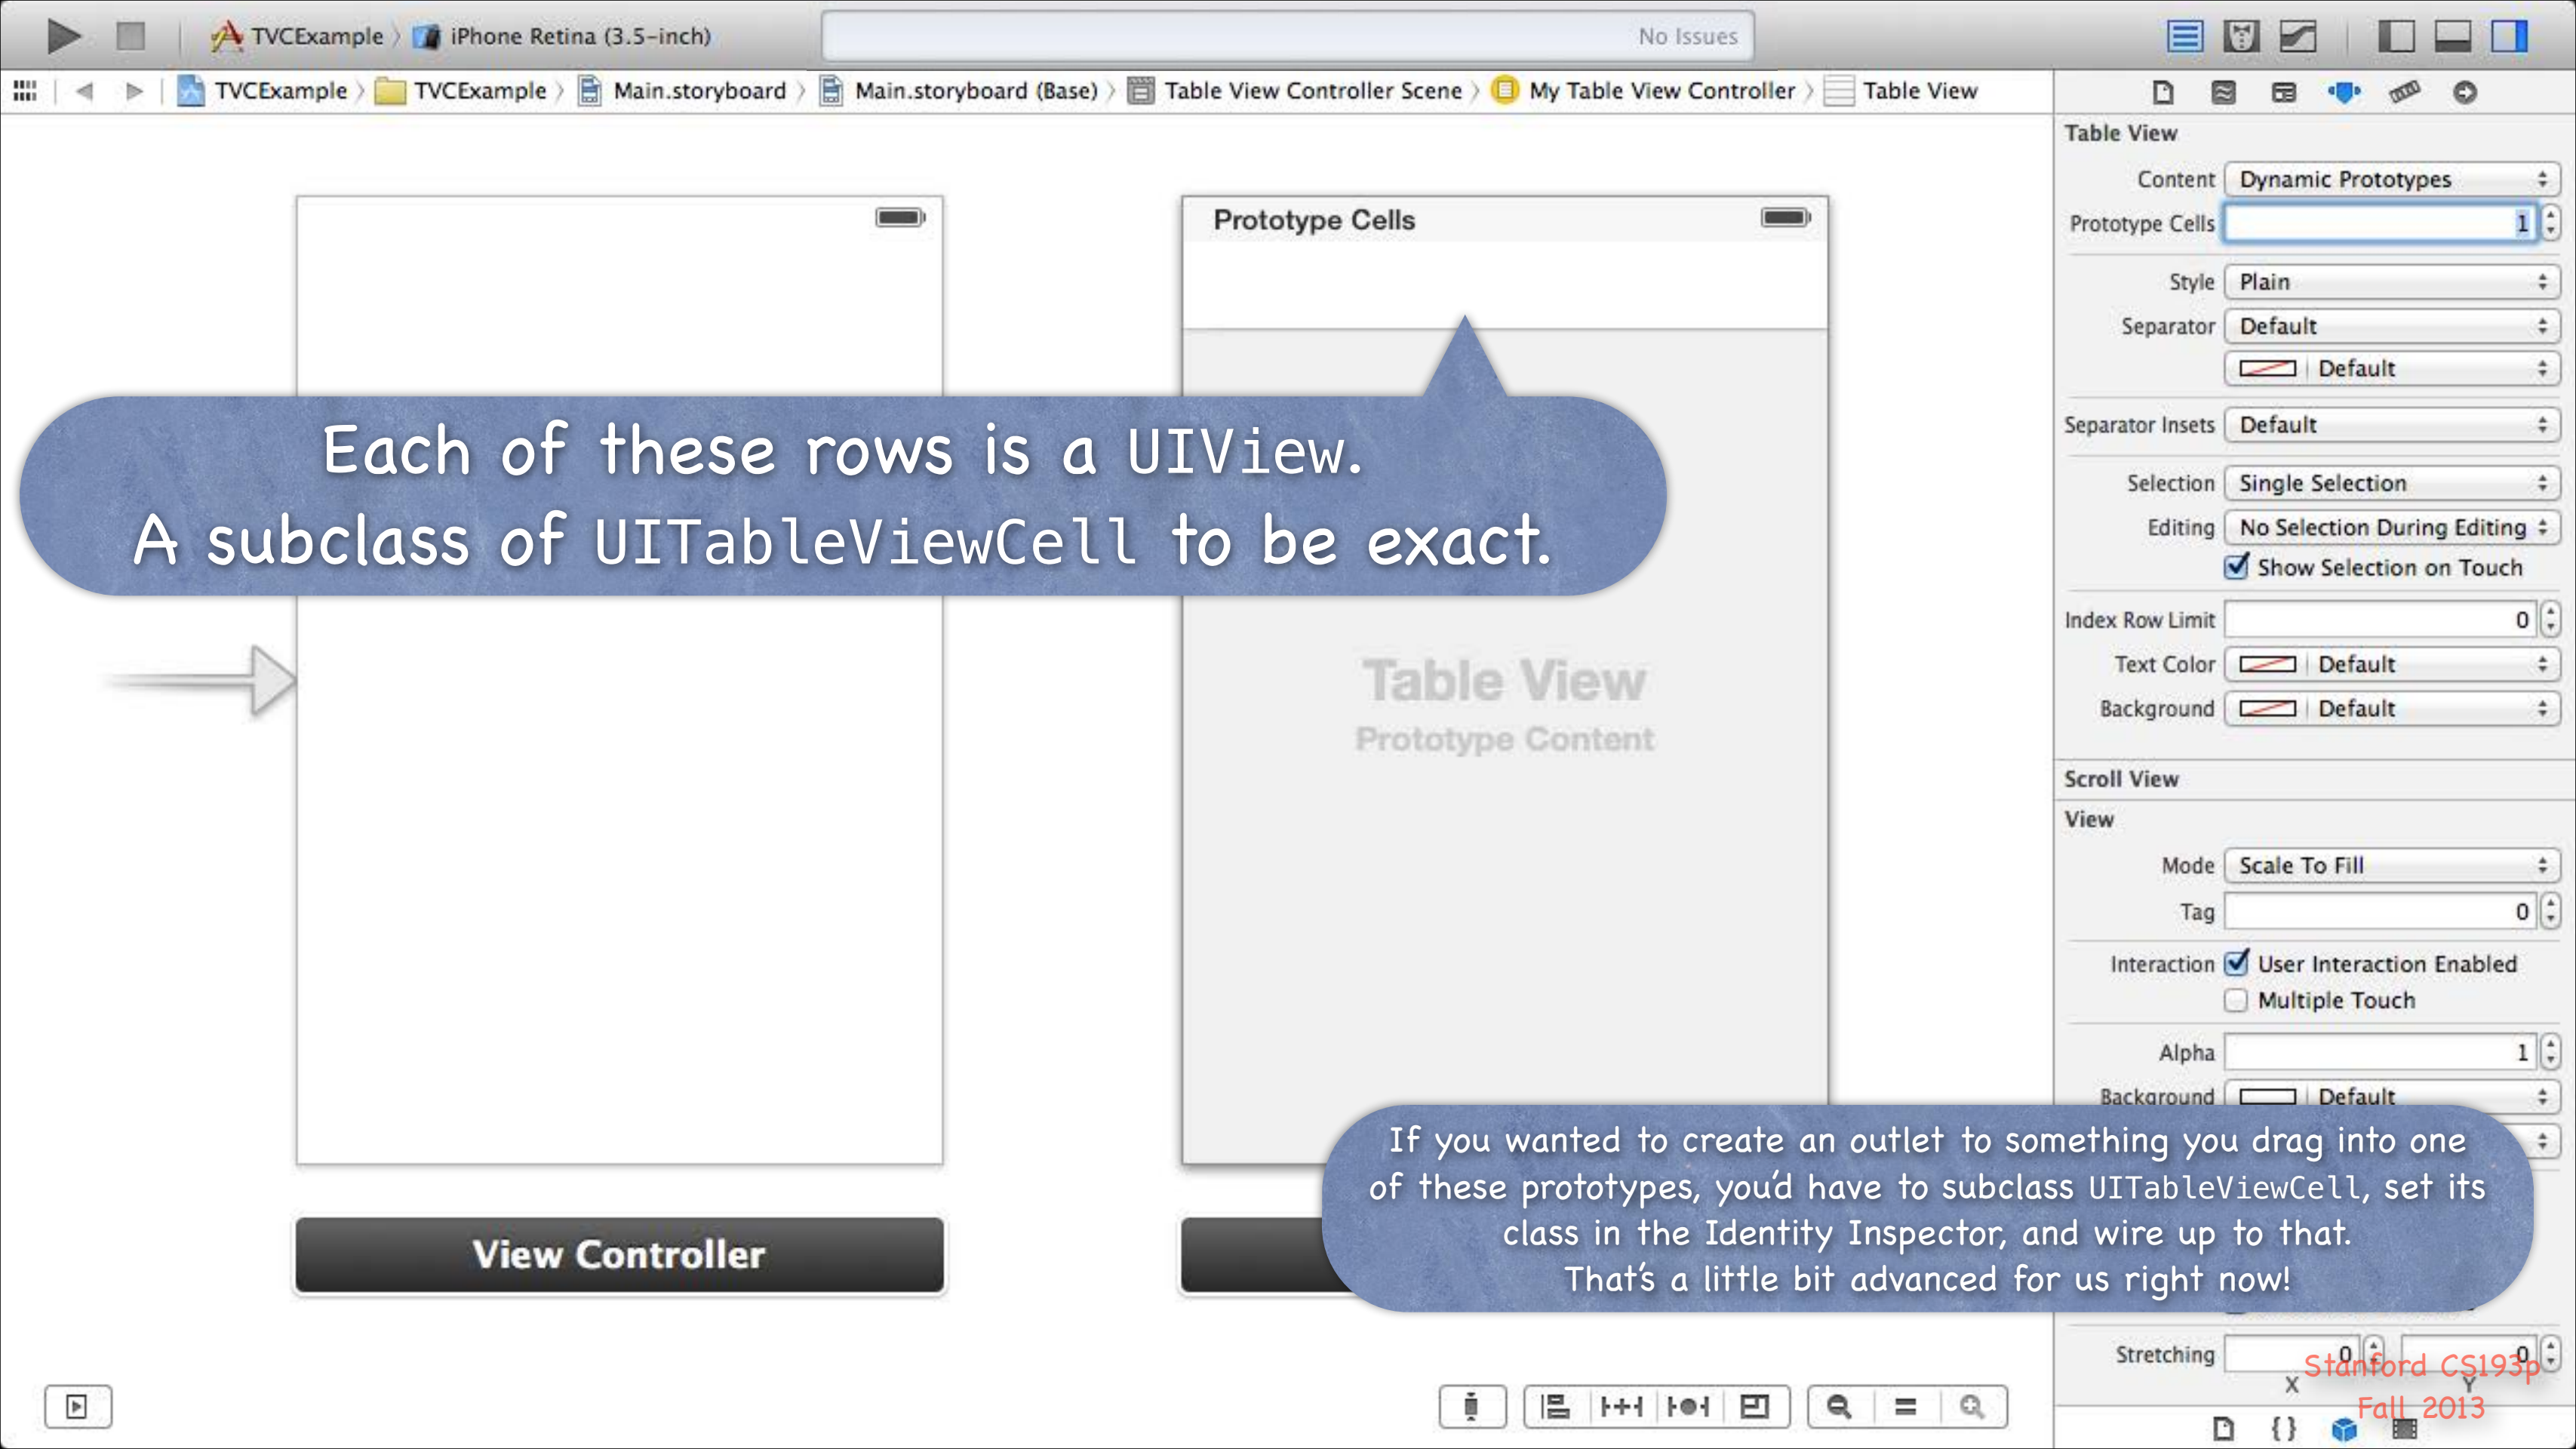 TVCExample
iPhone Retina (3.5-inch)
No Issues
TVCExample
TVCExample
Main.storyboard
Main.storyboard (Base)
Table View Controller Scene
My Table View Controller
Table View
Prototype Cells
Each of these rows is a UIView.
A subclass of UITableViewCell to be exact.
Table View
Prototype Content
View Controller
Table View
Content Dynamic Prototypes
Prototype Cells 1
Style Plain
Separator Default
Default
Separator Insets Default
Selection Single Selection
Editing No Selection During Editing
Show Selection on Touch
Index Row Limit 0
Text Color Default
Background Default
Scroll View
View
Mode Scale To Fill
Tag 0
Interaction User Interaction Enabled
Multiple Touch
Alpha 1
Background Default
If you wanted to create an outlet to something you drag into one
of these prototypes, you'd have to subclass UITableViewCell, set its
class in the Identity Inspector, and wire up to that.
That's a little bit advanced for us right now!
Stretching 0 0
X Y
Stanford CS193p
Fall 2013